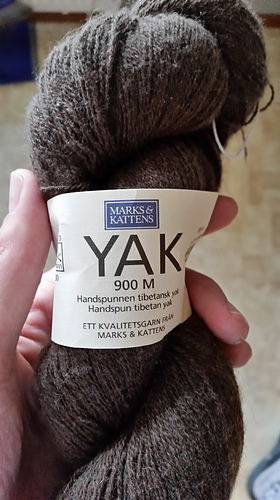 MARKS &
KATTENS
YAK
900 M
Handspunnen tibetansk yak
Handspun tibetan yak
ETT KVALITETSGARN FRÅN
MARKS & KATTENS